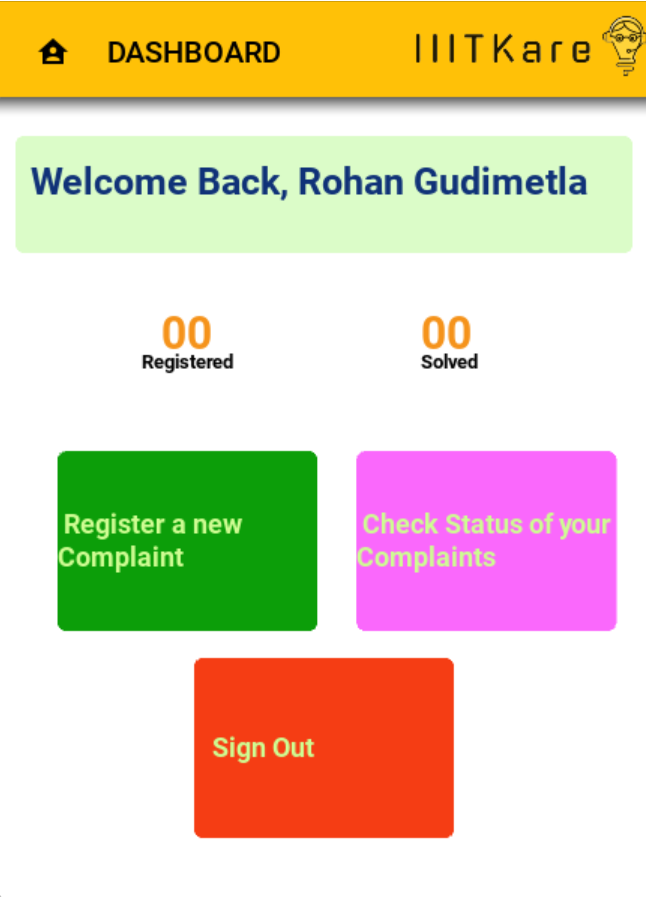 DASHBOARD
IIITKare
Welcome Back, Rohan Gudimetla
00
Registered
00
Solved
Register a new
Complaint
Check Status of your
Complaints
Sign Out